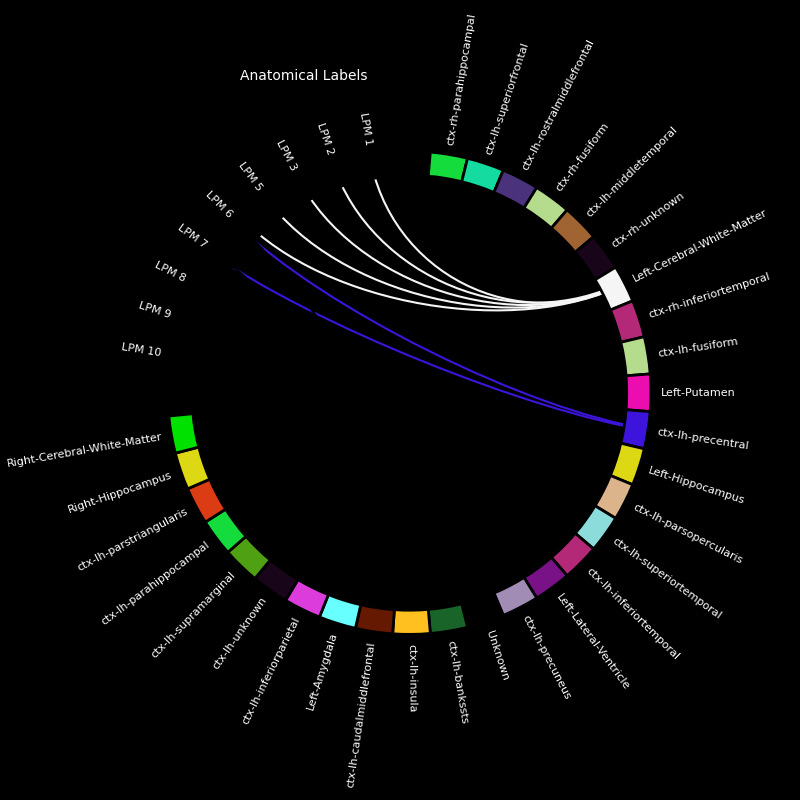 Anatomical Labels
ctx-rh-parahippocampal
ctx-lh-superiorfrontal
ctx-lh-rostralmiddlefrontal
ctx-rh-fusiform
ctx-lh-middletemporal
ctx-rh-unknown
Left-Cerebral-White-Matter
ctx-rh-inferiortemporal
ctx-lh-fusiform
Left-Putamen
ctx-lh-precentral
Left-Hippocampus
ctx-lh-parsopercularis
ctx-lh-superiortemporal
ctx-lh-inferiortemporal
Left-Lateral-Ventricle
ctx-lh-precuneus
Unknown
ctx-lh-bankssts
ctx-lh-insula
ctx-lh-caudalmiddlefrontal
Left-Amygdala
ctx-lh-inferiorparietal
ctx-lh-unknown
ctx-lh-supramarginal
ctx-lh-parahippocampal
ctx-lh-parstriangularis
Right-Hippocampus
Right-Cerebral-White-Matter
LPM 10
LPM 9
LPM 8
LPM 7
LPM 6
LPM 5
LPM 3
LPM 2
LPM 1